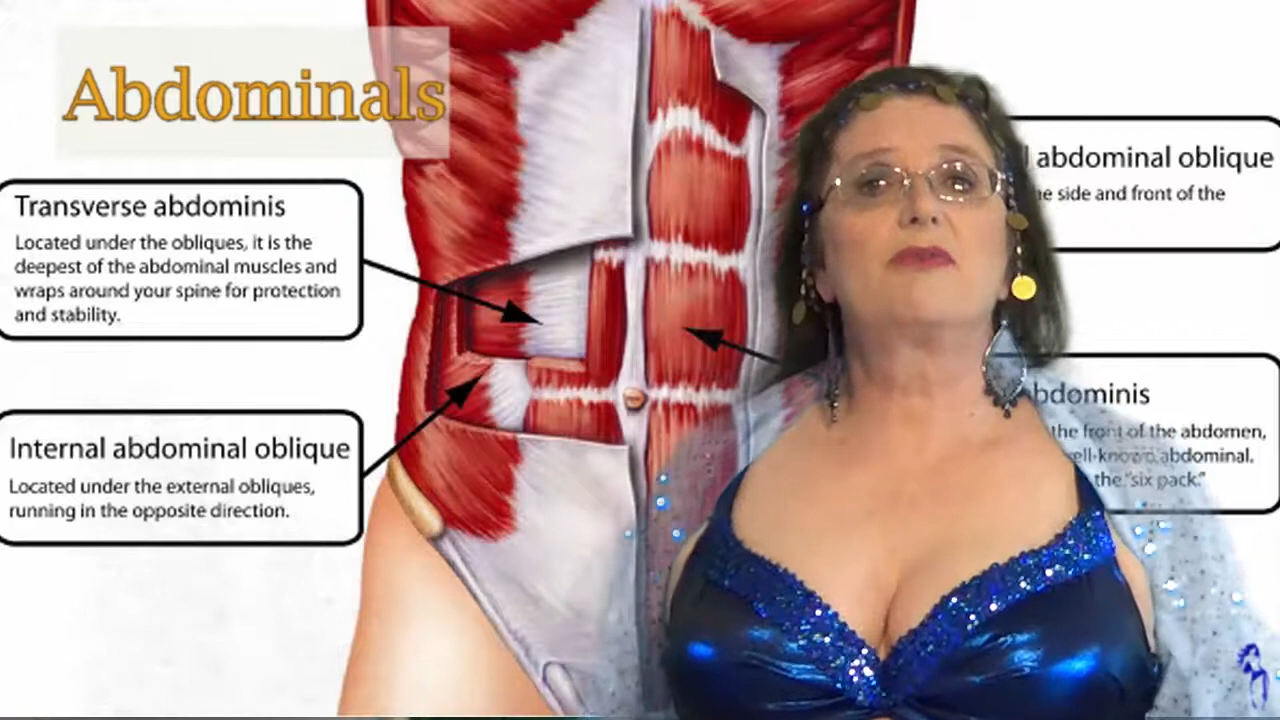 Abdominals
Transverse abdominis
Located under the obliques, it is the
deepest of the abdominal muscles and
wraps around your spine for protection
and stability.
Internal abdominal oblique
Located under the external obliques,
running in the opposite direction.
abdominal oblique
side and front of the
bdominis
the front of the abdomen,
ell-known abdominal.
the "six pack."